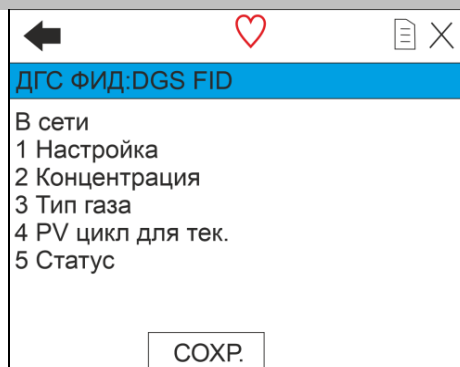 ДГС ФИД:DGS FID
В сети
1 Настройка
2 Концентрация
3 Тип газа
4 PV цикл для тек.
5 Статус
СОХР.